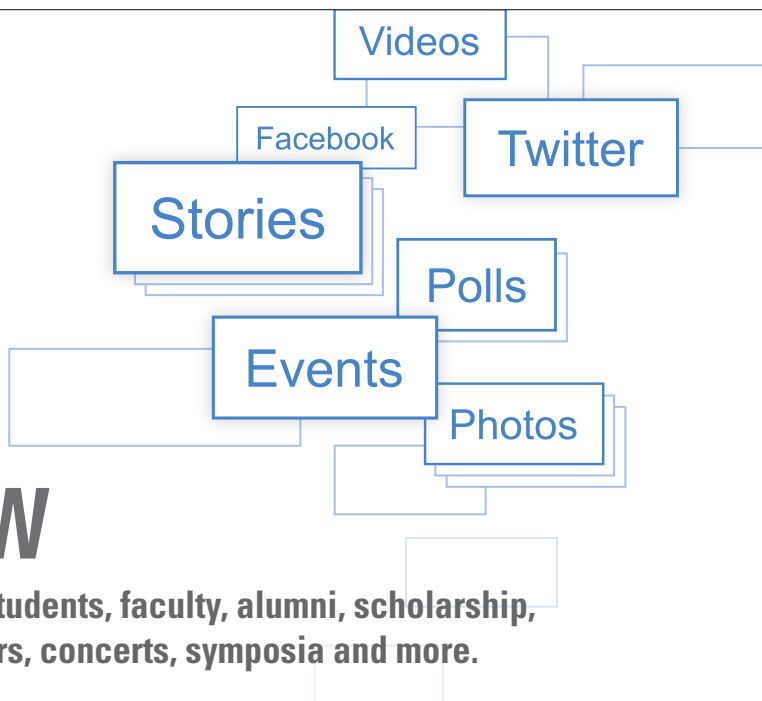 Videos
Facebook
Twitter
Stories
Polls
Events
Photos
W
tudents, faculty, alumni, scholarship,
rs, concerts, symposia and more.